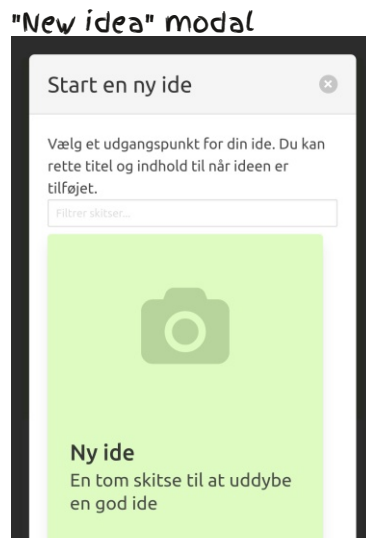 "New idea" modal
Start en ny ide
Vælg et udgangspunkt for din ide. Du kan
rette titel og indhold til når ideen er
tilføjet.
Filtrer skitser...
Ny ide
En tom skitse til at uddybe
en god ide